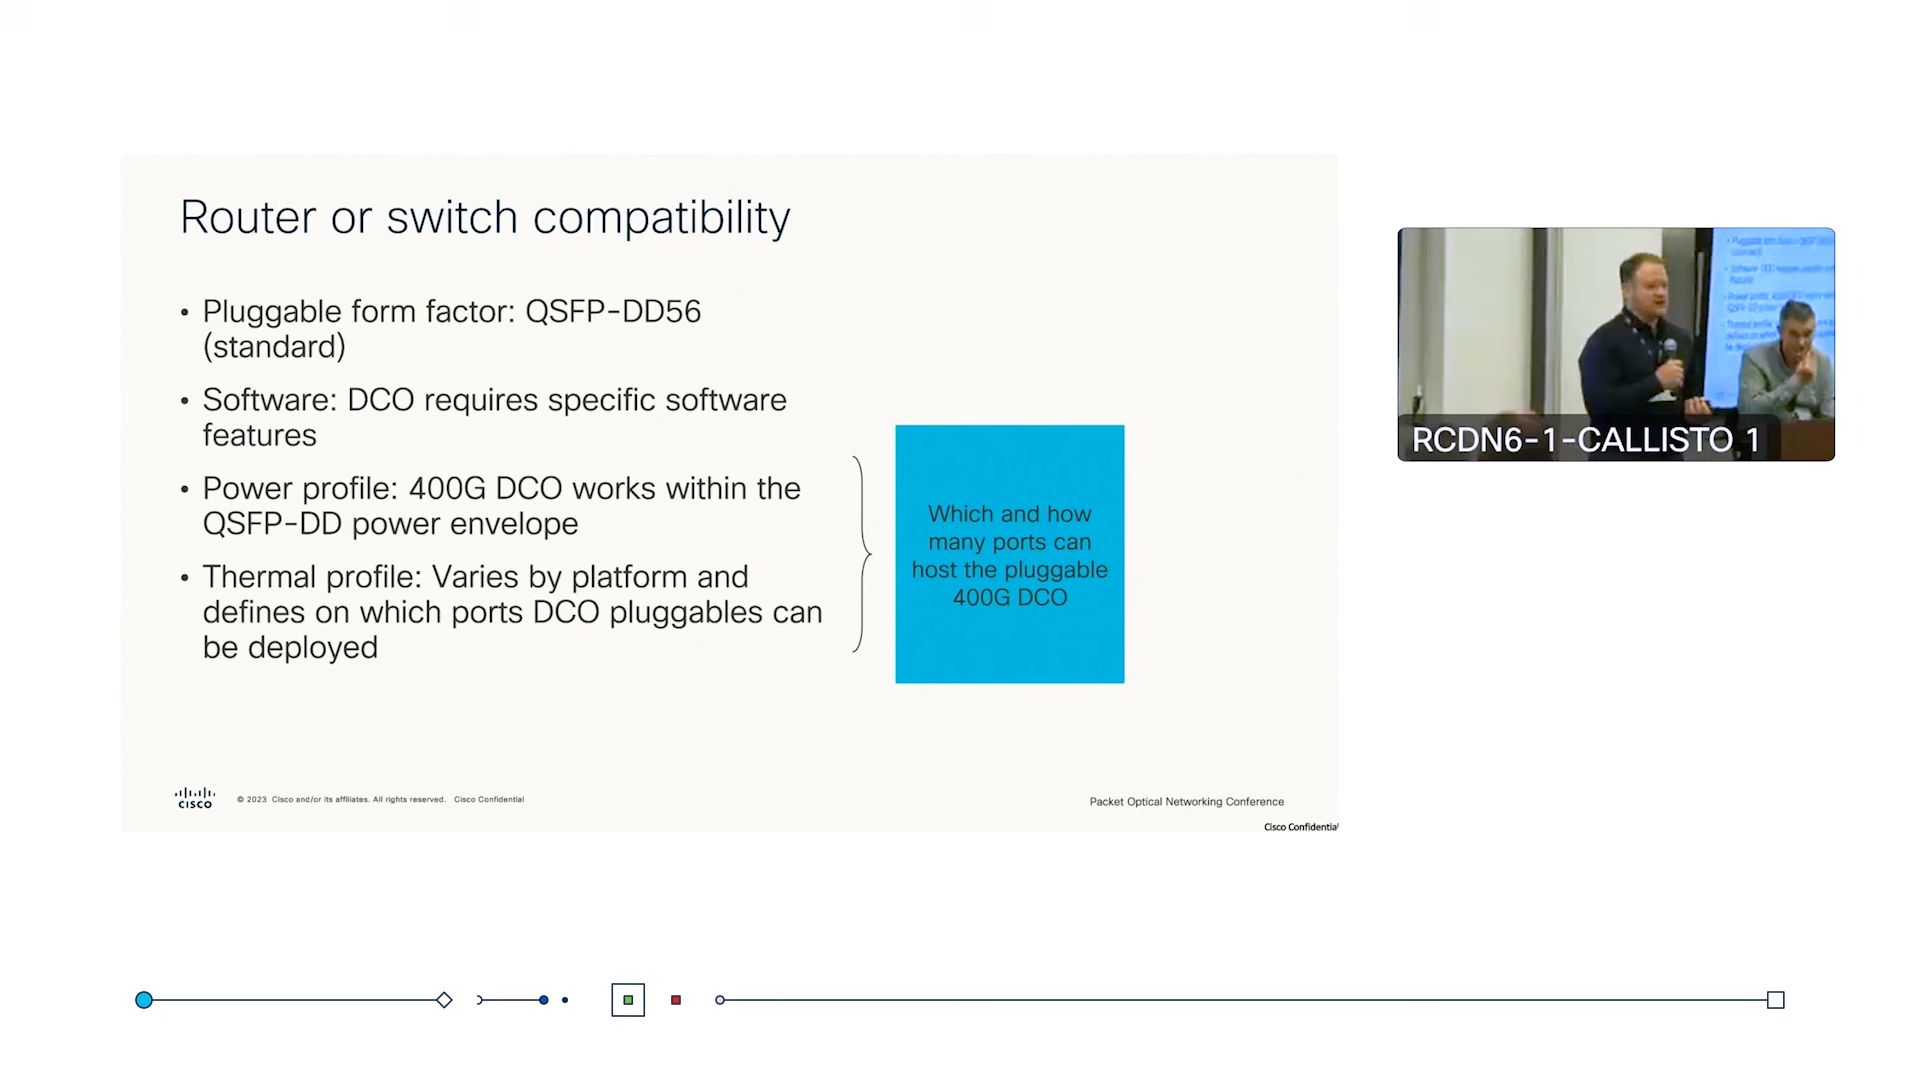 Router or switch compatibility
• Pluggable form factor: QSFP-DD56
(standard)
• Software: DCO requires specific software
features
• Power profile: 400G DCO works within the
QSFP-DD power envelope
• Thermal profile: Varies by platform and
defines on which ports DCO pluggables can
be deployed
Which and how
many ports can
host the pluggable
400G DCO
CISCO
© 2023 Cisco and/or its affiliates. All rights reserved. Cisco Confidential
Packet Optical Networking Conference
Cisco Confidential
RCDN6-1-CALLISTO 1